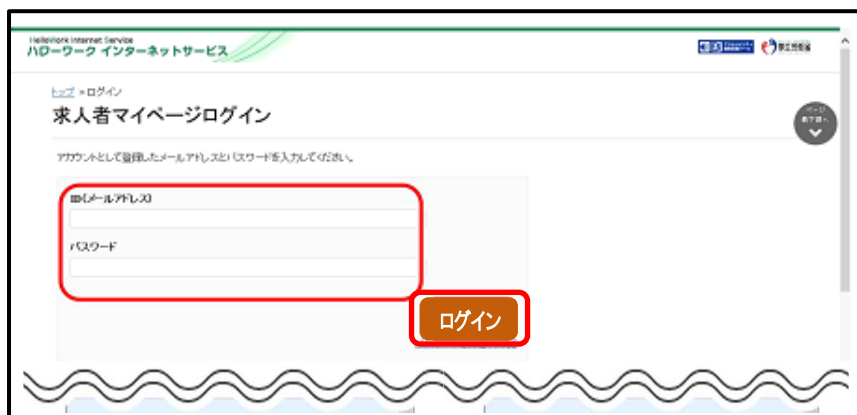 HelloWork Internet Service
ハローワーク インターネットサービス
トップ > ログイン
求人者マイページログイン
アカウントとして登録したメールアドレスとパスワードを入力してください。
ID(メールアドレス)
パスワード
ログイン